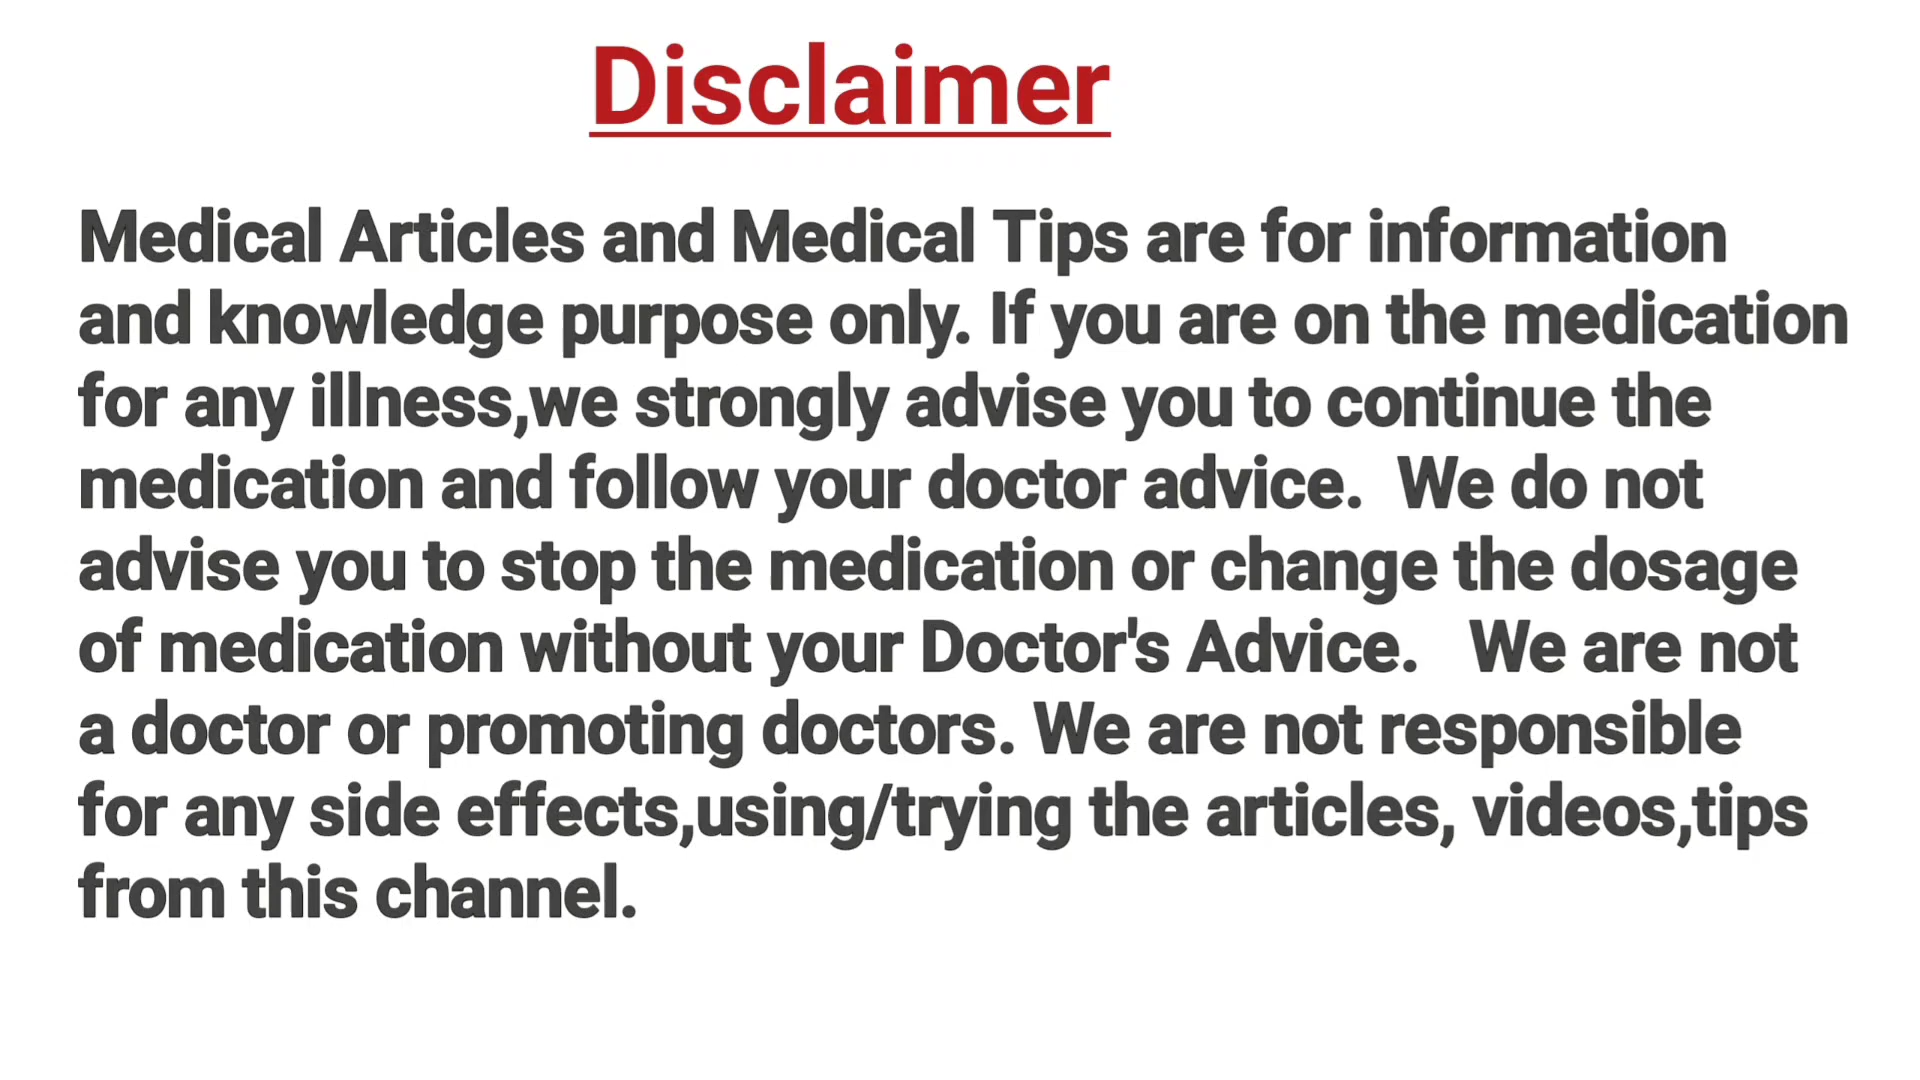 Disclaimer
Medical Articles and Medical Tips are for information
and knowledge purpose only. If you are on the medication
for any illness,we strongly advise you to continue the
medication and follow your doctor advice.  We do not
advise you to stop the medication or change the dosage
of medication without your Doctor's Advice.   We are not
a doctor or promoting doctors. We are not responsible
for any side effects,using/trying the articles, videos,tips
from this channel.